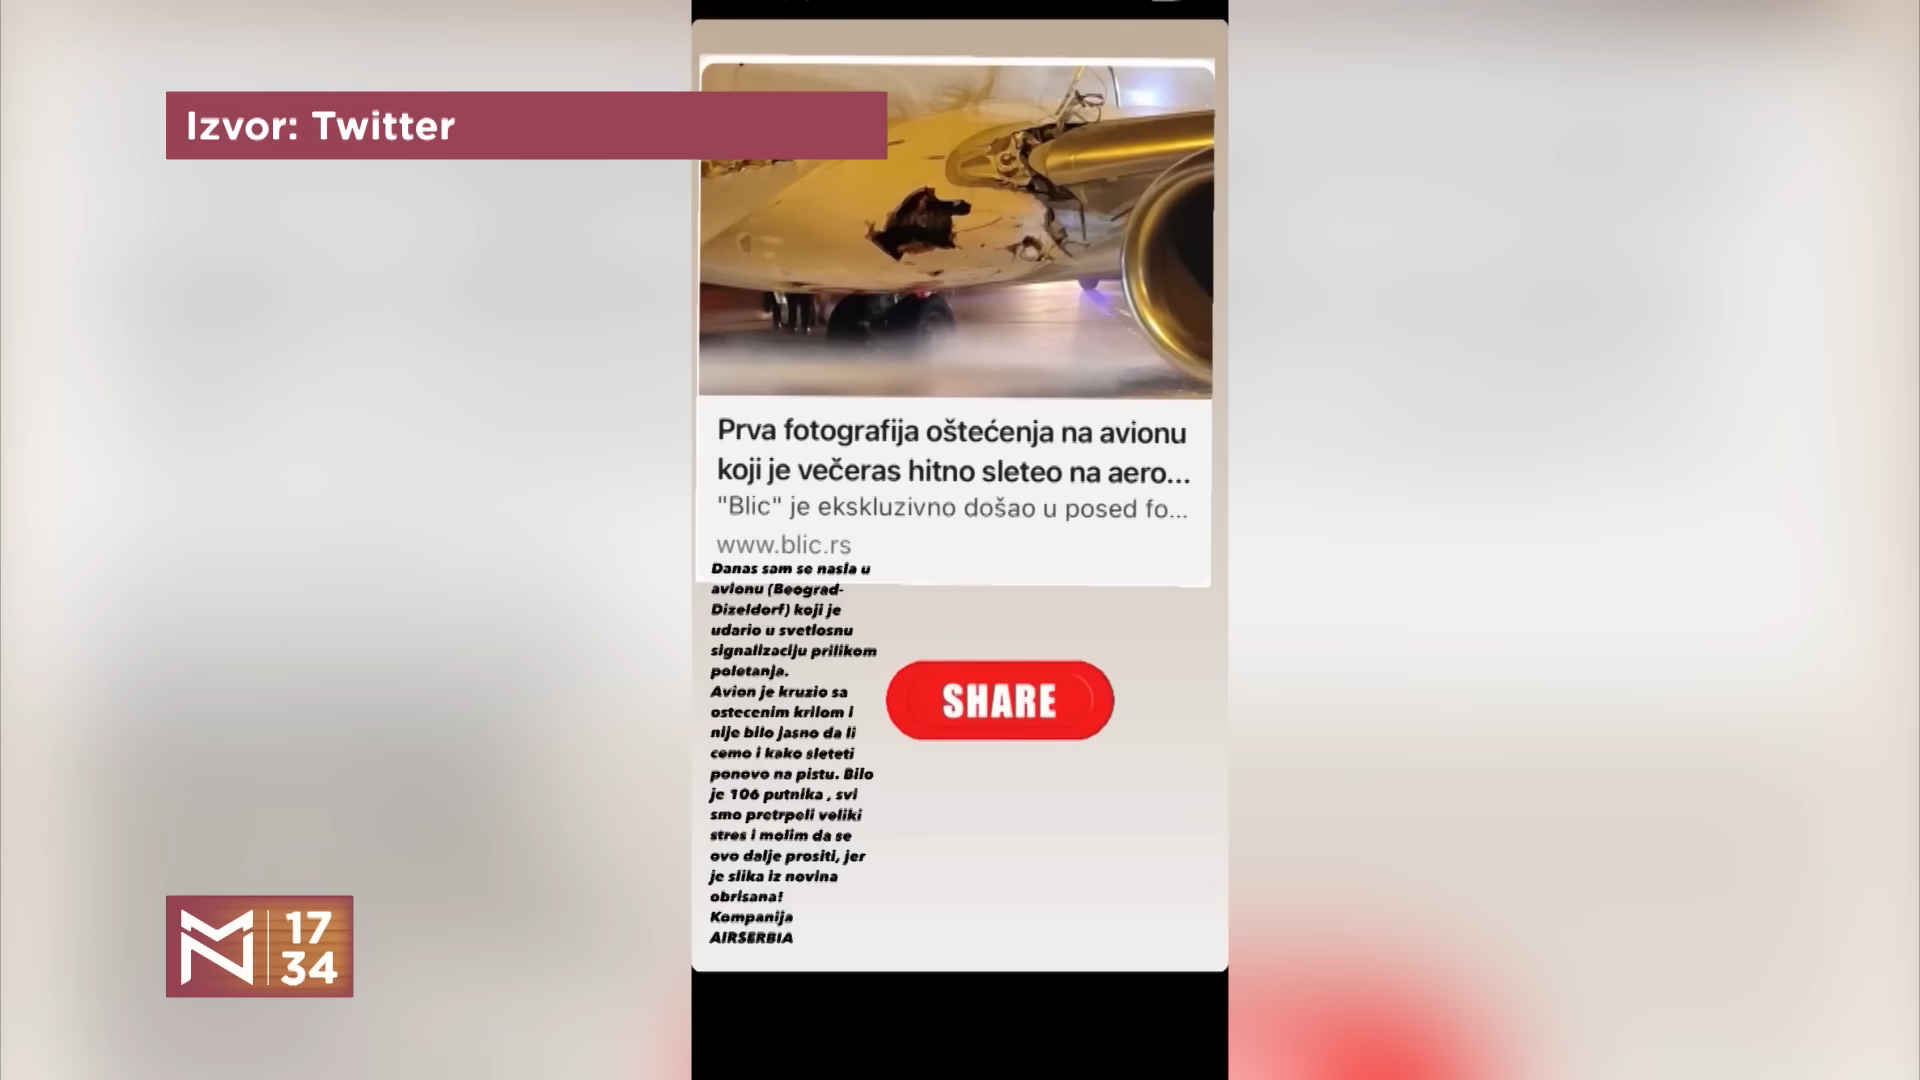 Izvor: Twitter
Prva fotografija oštećenja na avionu
koji je večeras hitno sleteo na aero...
"Blic" je ekskluzivno došao u posed fo...
www.blic.rs
Danas sam se nasla u
avionu (Beograd-
Dizeldorf) koji je
udario u svetlosnu
signalizaciju prilikom
poletanja.
Avion je kruzio sa
ostecenim krilom i
nije bilo jasno da li
cemo i kako sleteti
ponovo na pistu. Bilo
je 106 putnika , svi
smo pretrpeli veliki
stres i molim da se
ovo dalje prositi, jer
je slika iz novina
obrisana!
Kompanija
AIRSERBIA
SHARE
17
34